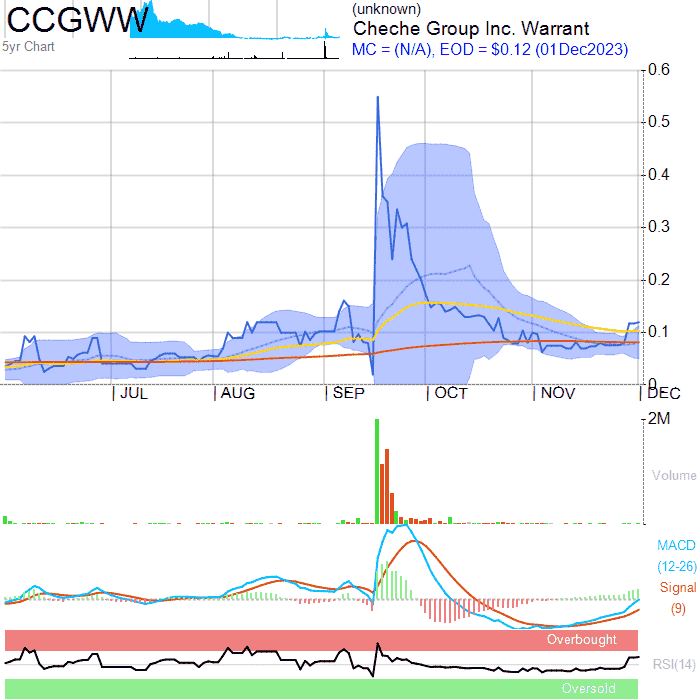 CCGWW
(unknown)
Cheche Group Inc. Warrant
5yr Chart
MC = (N/A), EOD = $0.12 (01Dec2023)
0.6
0.5
0.4
0.3
0.2
0.1
0
JUL
AUG
SEP
OCT
NOV
DEC
2M
Volume
MACD
(12-26)
Signal
(9)
Overbought
RSI(14)
Oversold